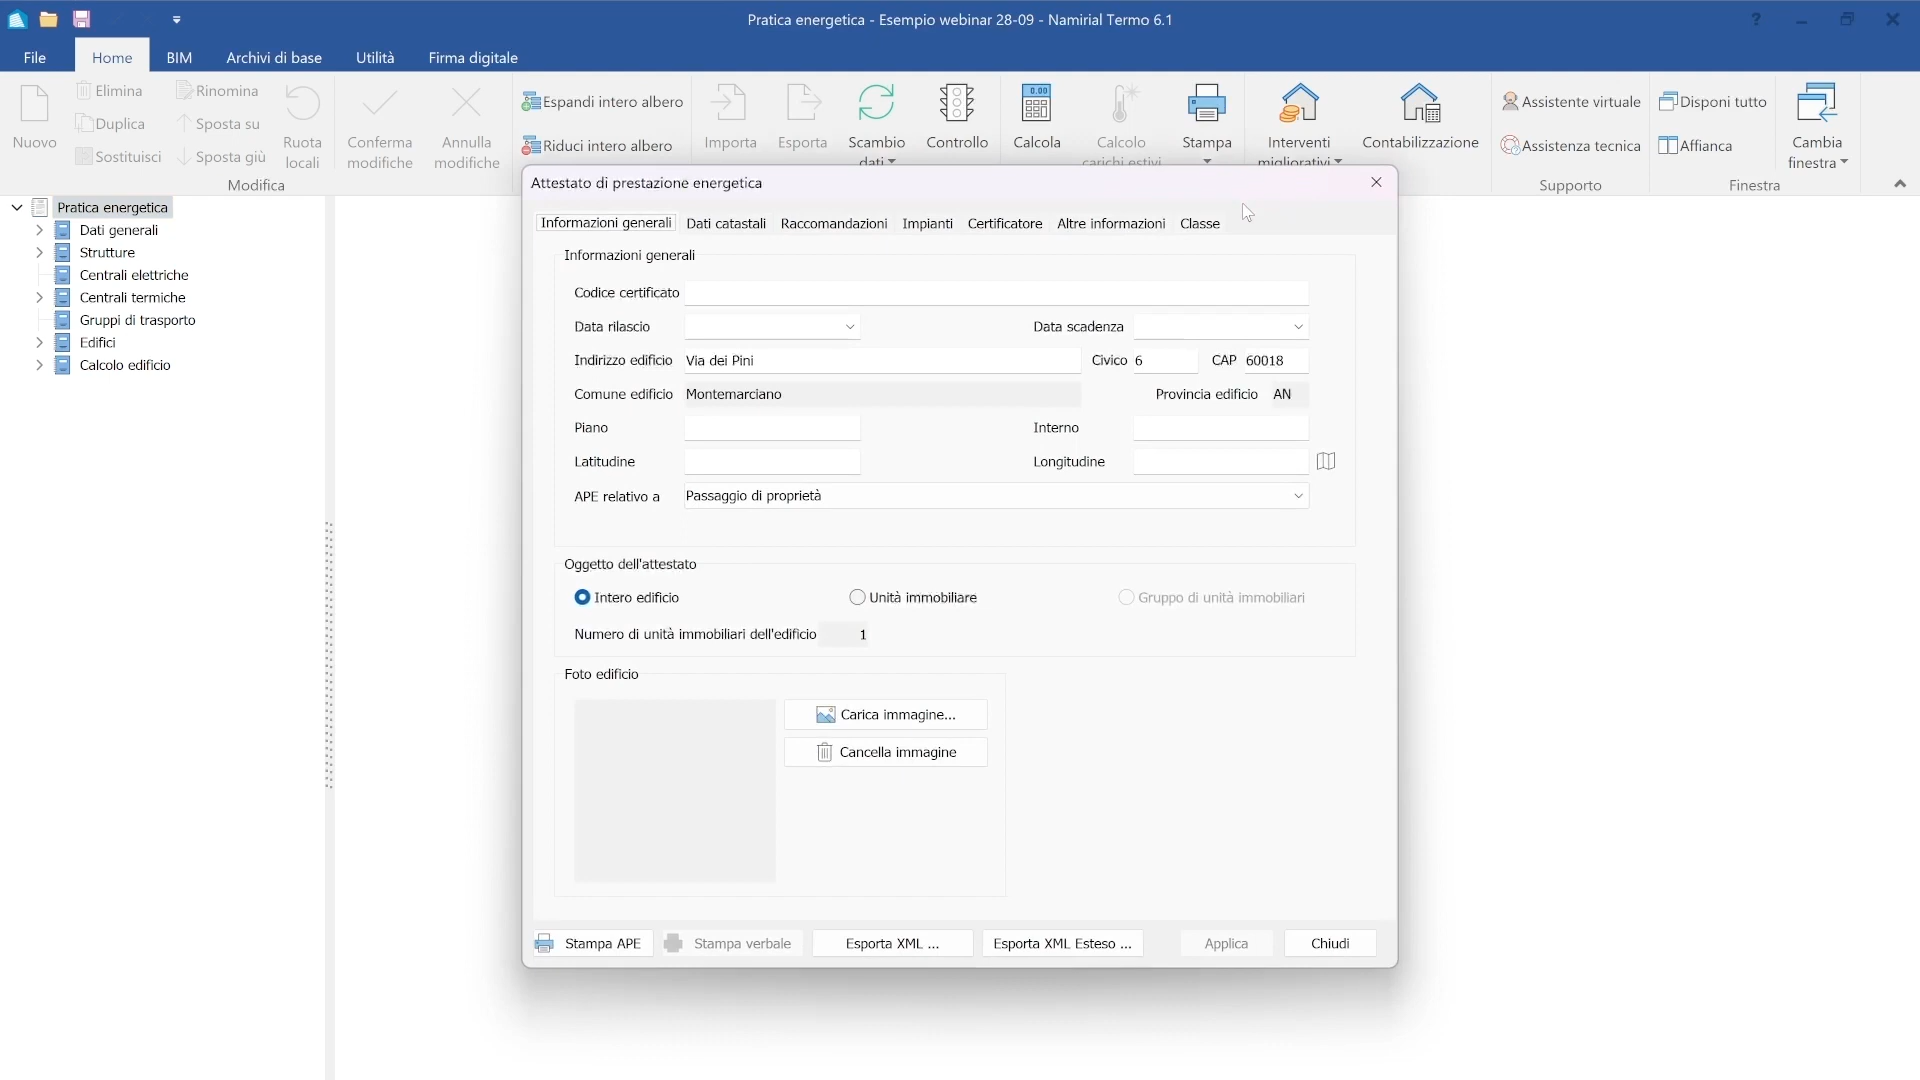 Pratica energetica - Esempio webinar 28-09 - Namirial Termo 6.1
?
File Home BIM Archivi di base Utilità Firma digitale
Nuovo
Elimina
Duplica
Sostituisci
Rinomina
Sposta su
Sposta giù
Ruota
locali
Modifica
Conferma
modifiche
Annulla
modifiche
Espandi intero albero
Riduci intero albero
Importa
Esporta
Scambio
dati
Controllo
0.00
Calcola
Calcolo
carichi estivi
Stampa
Interventi
migliorativi
Contabilizzazione
Assistente virtuale
Assistenza tecnica
Supporto
Disponi tutto
Affianca
Cambia
finestra
Finestra
Pratica energetica
Dati generali
Strutture
Centrali elettriche
Centrali termiche
Gruppi di trasporto
Edifici
Calcolo edificio
Attestato di prestazione energetica
Informazioni generali Dati catastali Raccomandazioni Impianti Certificatore Altre informazioni Classe
Informazioni generali
Codice certificato
Data rilascio Data scadenza
Indirizzo edificio Via dei Pini Civico 6 CAP 60018
Comune edificio Montemarciano Provincia edificio AN
Piano Interno
Latitudine Longitudine
APE relativo a Passaggio di proprietà
Oggetto dell'attestato
Intero edificio Unità immobiliare Gruppo di unità immobiliari
Numero di unità immobiliari dell'edificio 1
Foto edificio
Carica immagine...
Cancella immagine
Stampa APE Stampa verbale Esporta XML ... Esporta XML Esteso ... Applica Chiudi